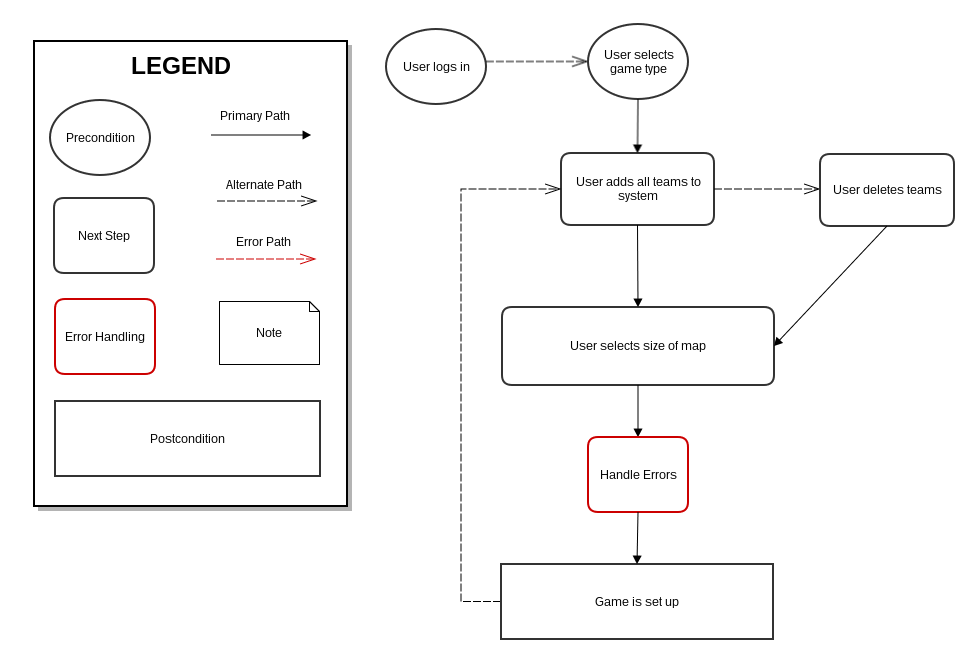 LEGEND
Precondition
Primary Path
Alternate Path
Next Step
Error Path
Error Handling
Note
Postcondition
User logs in
User selects
game type
User adds all teams to
system
User deletes teams
User selects size of map
Handle Errors
Game is set up